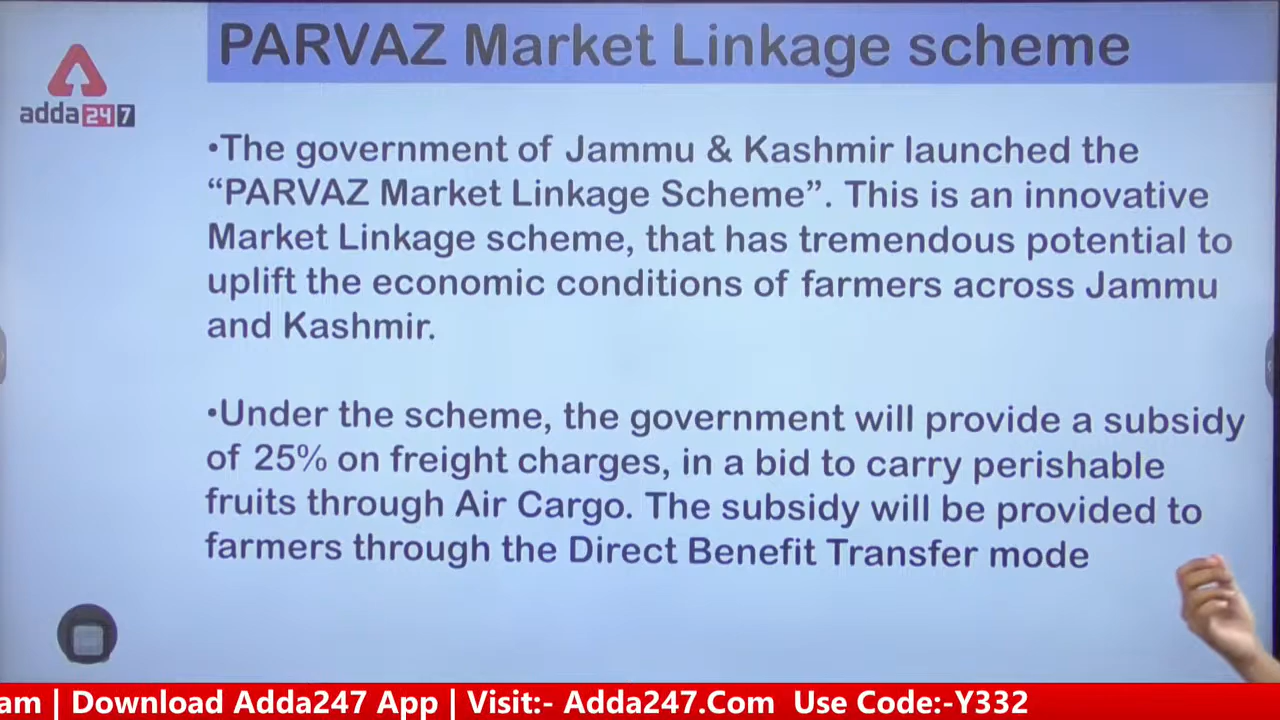 PARVAZ Market Linkage scheme
adda247
•The government of Jammu & Kashmir launched the
“PARVAZ Market Linkage Scheme”. This is an innovative
Market Linkage scheme, that has tremendous potential to
uplift the economic conditions of farmers across Jammu
and Kashmir.
•Under the scheme, the government will provide a subsidy
of 25% on freight charges, in a bid to carry perishable
fruits through Air Cargo. The subsidy will be provided to
farmers through the Direct Benefit Transfer mode
am | Download Adda247 App | Visit:- Adda247.Com Use Code:-Y332